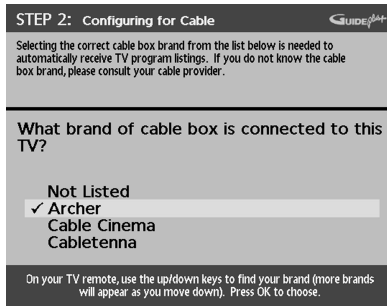 STEP 2: Configuring for Cable GUIDE plus+
Selecting the correct cable box brand from the list below is needed to
automatically receive TV program listings. If you do not know the cable
box brand, please consult your cable provider.
What brand of cable box is connected to this
TV?
Not Listed
✓ Archer
Cable Cinema
Cabletenna
On your TV remote, use the up/down keys to find your brand (more brands
will appear as you move down). Press OK to choose.